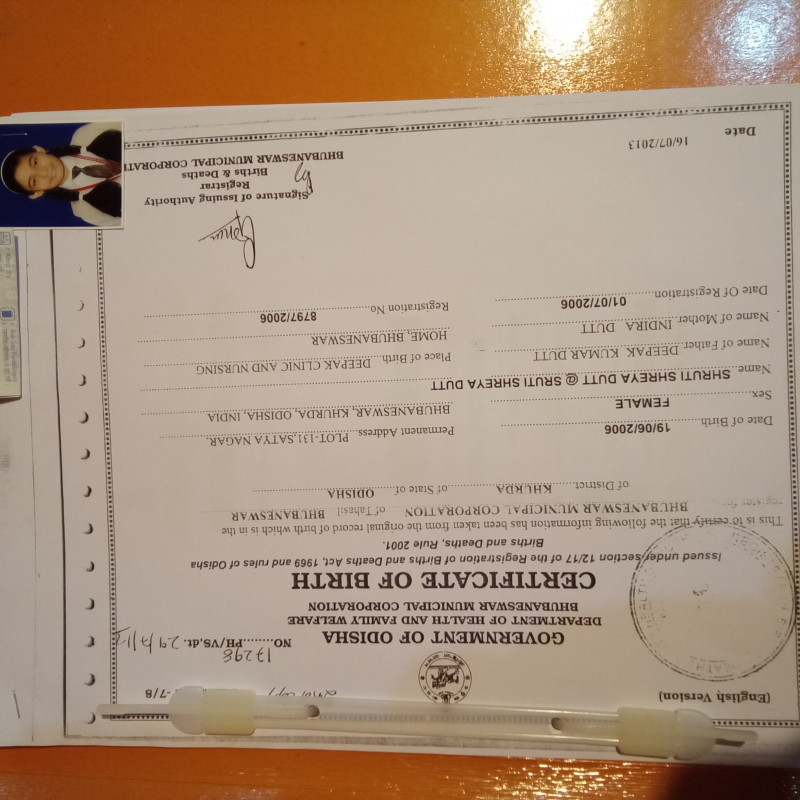 (English Version)
-7/8
GOVERNMENT OF ODISHA
DEPARTMENT OF HEALTH AND FAMILY WELFARE
BHUBANESWAR MUNICIPAL CORPORATION
NO. 17298 PH/VS,dt.
CERTIFICATE OF BIRTH
Issued under section 12/17 of the Registration of Births and Deaths Act, 1969 and rules of Odisha
Births and Deaths, Rule, 2001.
This is to certify that the following information has been taken from the original record of birth which is in the
register for BHUBANESWAR MUNICIPAL CORPORATION of Tahasil BHUBANESWAR
of District KHURDA of State of ODISHA
Date of Birth 19/06/2006
Sex FEMALE
Name SHRUTI SHREYA DUTT @ SRUTI SHREYA DUTT
Name of Father DEEPAK KUMAR DUTT
Name of Mother INDIRA DUTT
Date Of Registration 01/07/2006
Permanent Address PLOT-131,SATYA NAGAR,
BHUBANESWAR, KHURDA, ODISHA, INDIA
Place of Birth DEEPAK CLINIC AND NURSING
HOME, BHUBANESWAR
Registration No. 8797/2006
Signature of Issuing Authority
Registrar
Births & Deaths
BHUBANESWAR MUNICIPAL CORPORATI
Date 16/07/2013